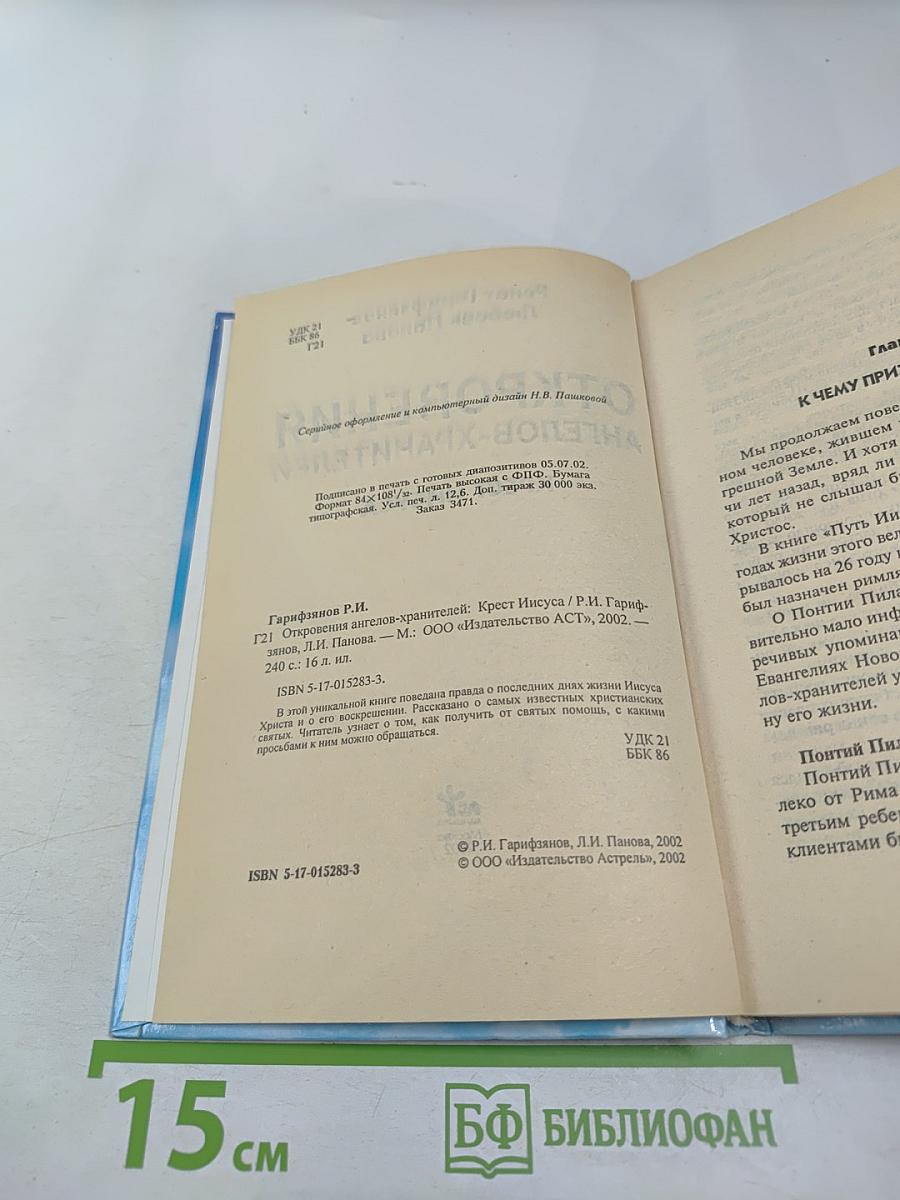 УДК 21
ББК 86
Г21
Серийное оформление и компьютерный дизайн Н.В. Пашковой
Подписано в печать с готовых диапозитивов 05.07.02.
Формат 84×108¹/₃₂. Печать высокая с ФПФ. Бумага
типографская. Усл. печ. л. 12,6. Доп. тираж 30 000 экз.
Заказ 3471.
Гарифзянов Р.И.
Г21 Откровения ангелов-хранителей: Крест Иисуса / Р.И. Гариф-
зянов, Л.И. Панова. — М.: ООО «Издательство АСТ», 2002. —
240 с.: 16 л. ил.
ISBN 5-17-015283-3.
В этой уникальной книге поведана правда о последних днях жизни Иисуса
Христа и о его воскрешении. Рассказано о самых известных христианских
святых. Читатель узнает о том, как получить от святых помощь, с какими
просьбами к ним можно обращаться.
УДК 21
ББК 86
© Р.И. Гарифзянов, Л.И. Панова, 2002
© ООО «Издательство Астрель», 2002
ISBN 5-17-015283-3
Глав
К ЧЕМУ ПРИ
Мы продолжаем пове
ном человеке, жившем
грешной Земле. И хотя
чи лет назад, вряд ли
который не слышал б
Христос.
В книге «Путь Ии
годах жизни этого вел
рывалось на 26 году
был назначен римля
О Понтии Пила
вительно мало инф
речивых упомина
Евангелиях Ново
лов-хранителей у
ну его жизни.
Понтий Пил
Понтий Пи
леко от Рима
третьим ребе
клиентами б
15 см
БФ БИБЛИОФАН